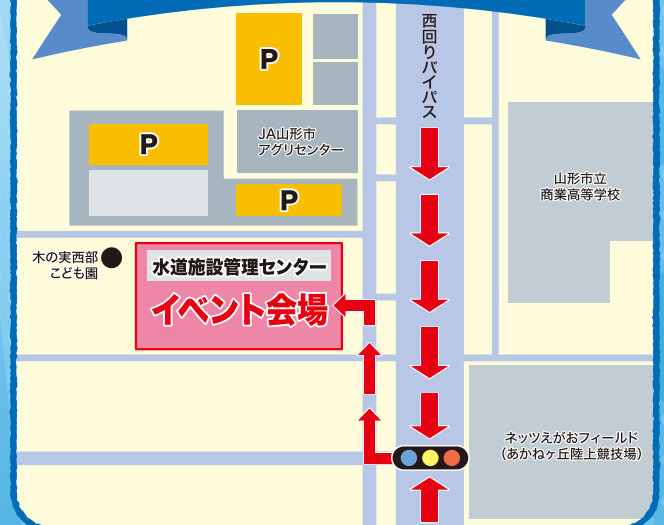 西回りバイパス
P
P
P
JA山形市
アグリセンター
山形市立
商業高等学校
木の実西部
こども園
水道施設管理センター
イベント会場
ネッツえがおフィールド
(あかねヶ丘陸上競技場)